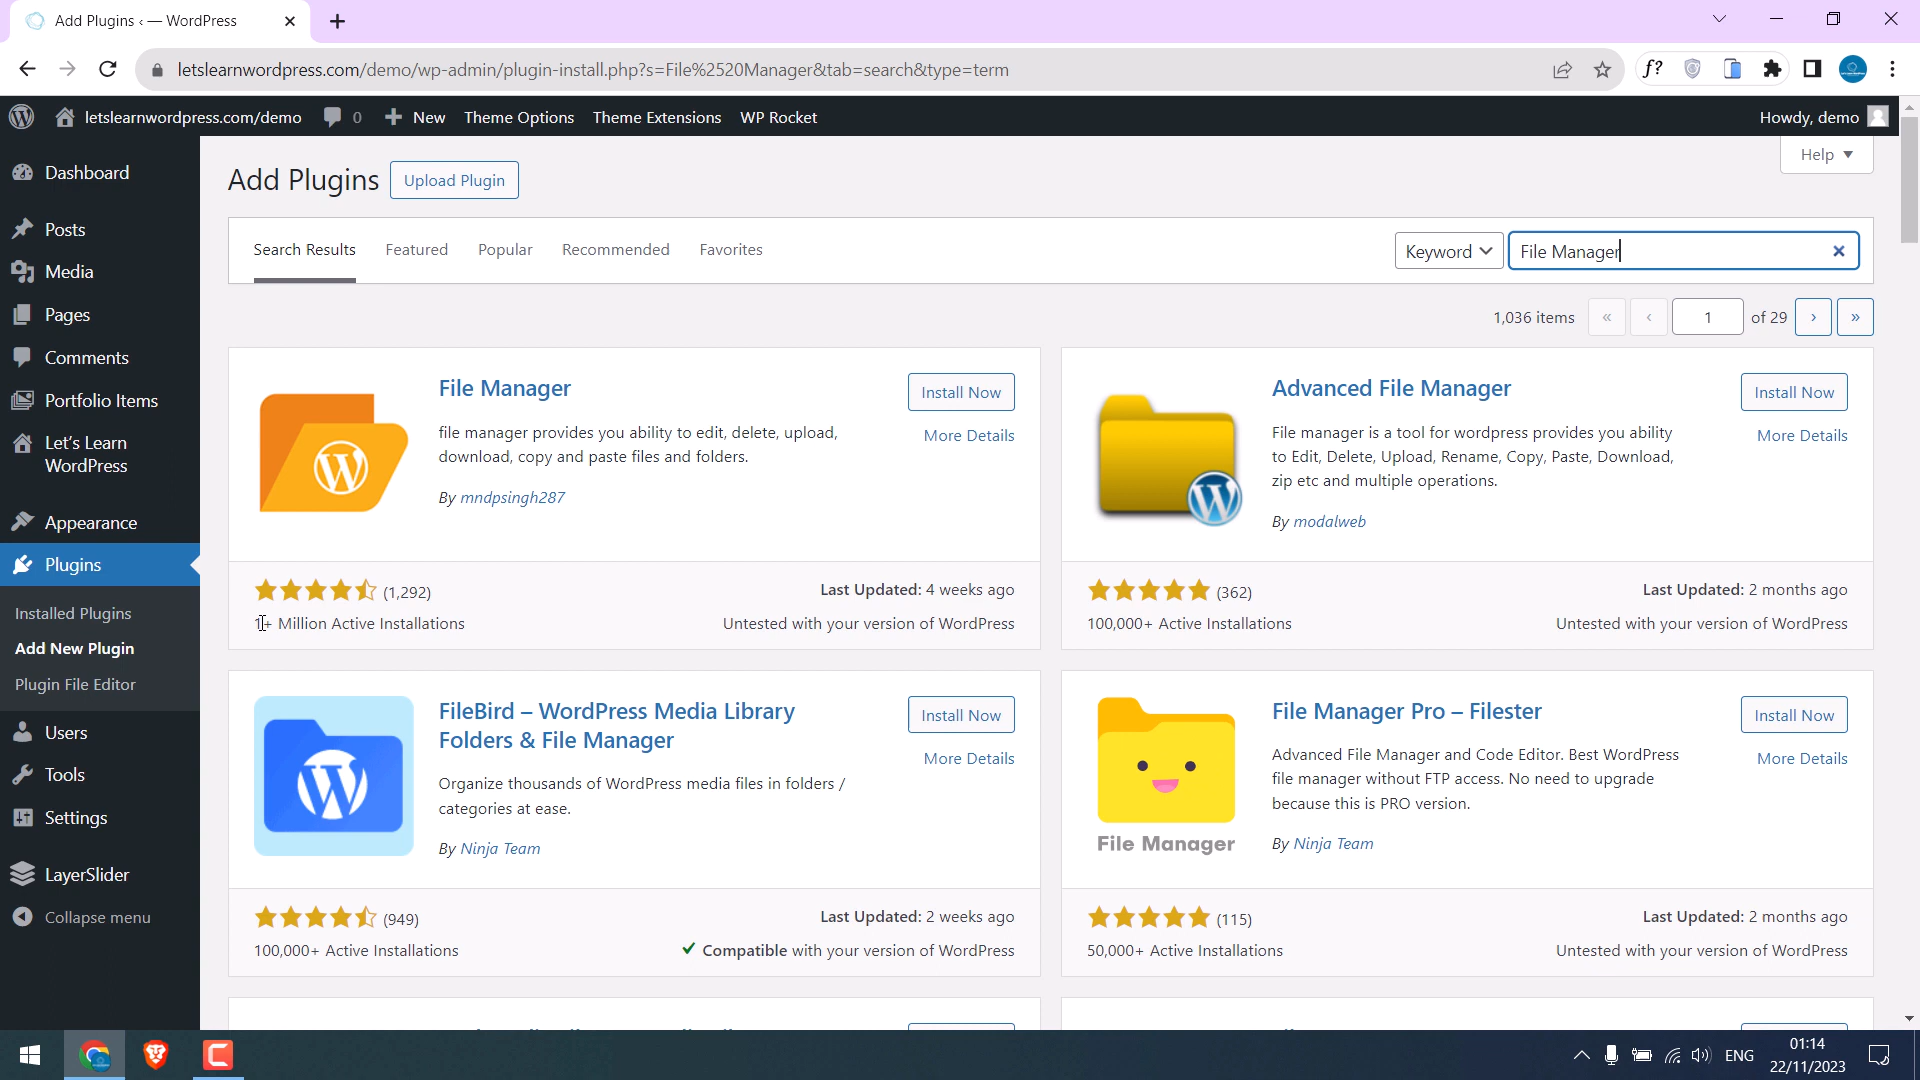 Add Plugins ‹ — WordPress
letslearnwordpress.com/demo/wp-admin/plugin-install.php?s=File%2520Manager&tab=search&type=term
f?
letslearnwordpress.com/demo 0 New Theme Options Theme Extensions WP Rocket Howdy, demo
Dashboard
Posts
Media
Pages
Comments
Portfolio Items
Let's Learn
WordPress
Appearance
Plugins
Installed Plugins
Add New Plugin
Plugin File Editor
Users
Tools
Settings
LayerSlider
Collapse menu
Help
Add Plugins Upload Plugin
Search Results Featured Popular Recommended Favorites Keyword File Manager
1,036 items « ‹ 1 of 29 › »
File Manager
Install Now
More Details
file manager provides you ability to edit, delete, upload,
download, copy and paste files and folders.
By mndpsingh287
(1,292)
Last Updated: 4 weeks ago
1+ Million Active Installations
Untested with your version of WordPress
Advanced File Manager
Install Now
More Details
File manager is a tool for wordpress provides you ability
to Edit, Delete, Upload, Rename, Copy, Paste, Download,
zip etc and multiple operations.
By modalweb
(362)
Last Updated: 2 months ago
100,000+ Active Installations
Untested with your version of WordPress
FileBird – WordPress Media Library
Folders & File Manager
Install Now
More Details
Organize thousands of WordPress media files in folders /
categories at ease.
By Ninja Team
(949)
Last Updated: 2 weeks ago
100,000+ Active Installations
✔ Compatible with your version of WordPress
File Manager
File Manager Pro – Filester
Install Now
More Details
Advanced File Manager and Code Editor. Best WordPress
file manager without FTP access. No need to upgrade
because this is PRO version.
By Ninja Team
(115)
Last Updated: 2 months ago
50,000+ Active Installations
Untested with your version of WordPress
ENG
01:14
22/11/2023